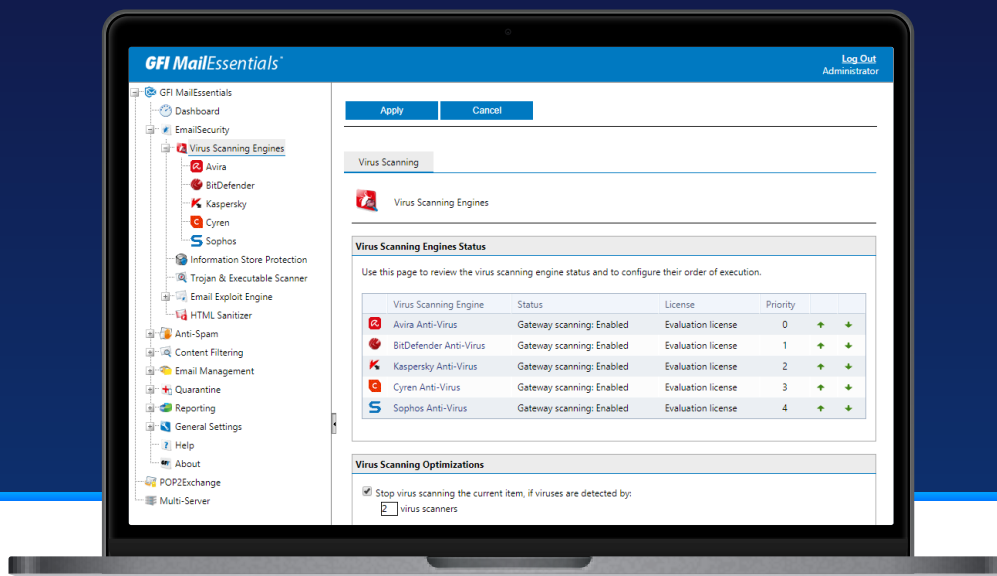 GFI MailEssentials
Log Out
Administrator
GFI MailEssentials
Dashboard
EmailSecurity
Virus Scanning Engines
Avira
BitDefender
Kaspersky
Cyren
Sophos
Information Store Protection
Trojan & Executable Scanner
Email Exploit Engine
HTML Sanitizer
Anti-Spam
Content Filtering
Email Management
Quarantine
Reporting
General Settings
Help
About
POP2Exchange
Multi-Server
Apply Cancel
Virus Scanning
Virus Scanning Engines
Virus Scanning Engines Status
Use this page to review the virus scanning engine status and to configure their order of execution.
Virus Scanning Engine Status License Priority
Avira Anti-Virus Gateway scanning: Enabled Evaluation license 0
BitDefender Anti-Virus Gateway scanning: Enabled Evaluation license 1
Kaspersky Anti-Virus Gateway scanning: Enabled Evaluation license 2
Cyren Anti-Virus Gateway scanning: Enabled Evaluation license 3
Sophos Anti-Virus Gateway scanning: Enabled Evaluation license 4
Virus Scanning Optimizations
Stop virus scanning the current item, if viruses are detected by:
2 virus scanners